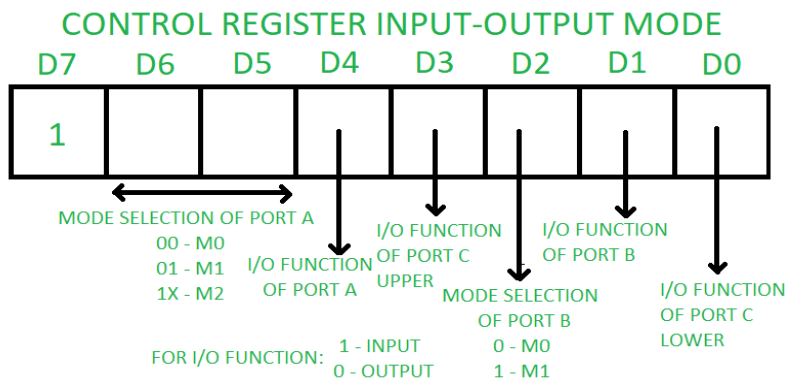 CONTROL REGISTER INPUT-OUTPUT MODE
D7 D6 D5 D4 D3 D2 D1 D0
1
MODE SELECTION OF PORT A
00 - M0
01 - M1
1X - M2
I/O FUNCTION
OF PORT A
I/O FUNCTION
OF PORT C
UPPER
MODE SELECTION
OF PORT B
0 - M0
1 - M1
I/O FUNCTION
OF PORT B
I/O FUNCTION
OF PORT C
LOWER
FOR I/O FUNCTION:
1 - INPUT
0 - OUTPUT